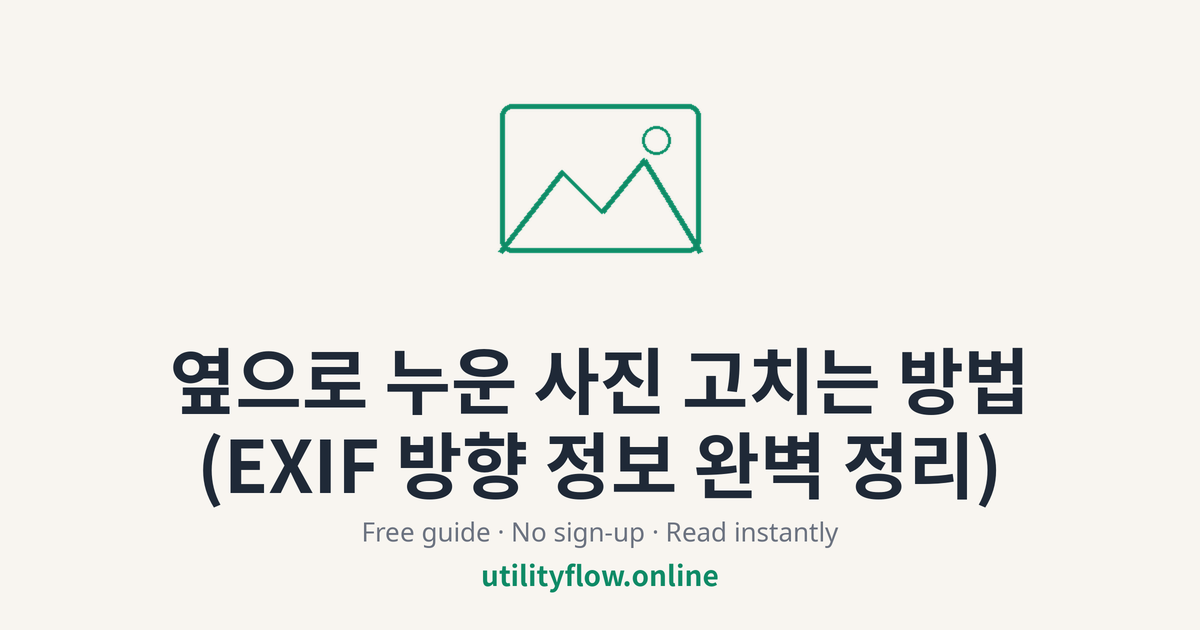 옆으로 누운 사진 고치는 방법
(EXIF 방향 정보 완벽 정리)
Free guide · No sign-up · Read instantly
utilityflow.online